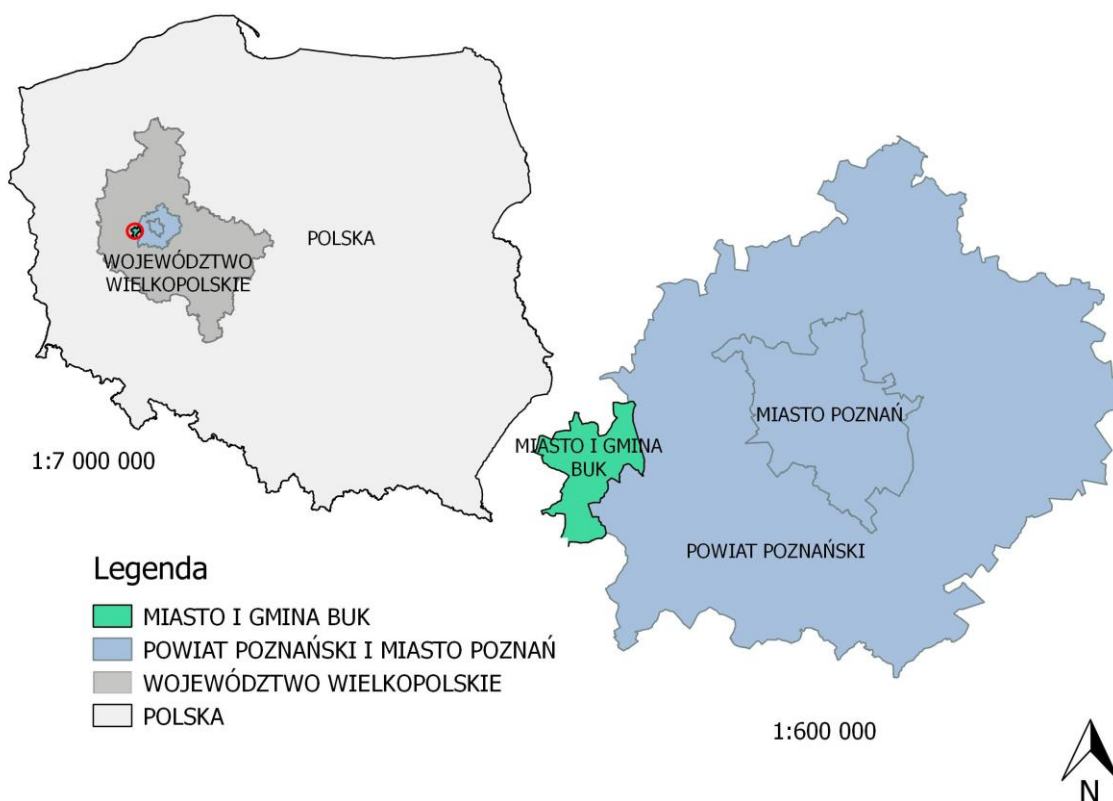 POLSKA
WOJEWÓDZTWO
WIELKOPOLSKIE
1:7 000 000
MIASTO POZNAŃ
MIASTO I GMINA
BUK
POWIAT POZNAŃSKI
Legenda
MIASTO I GMINA BUK
POWIAT POZNAŃSKI I MIASTO POZNAŃ
WOJEWÓDZTWO WIELKOPOLSKIE
POLSKA
1:600 000
N